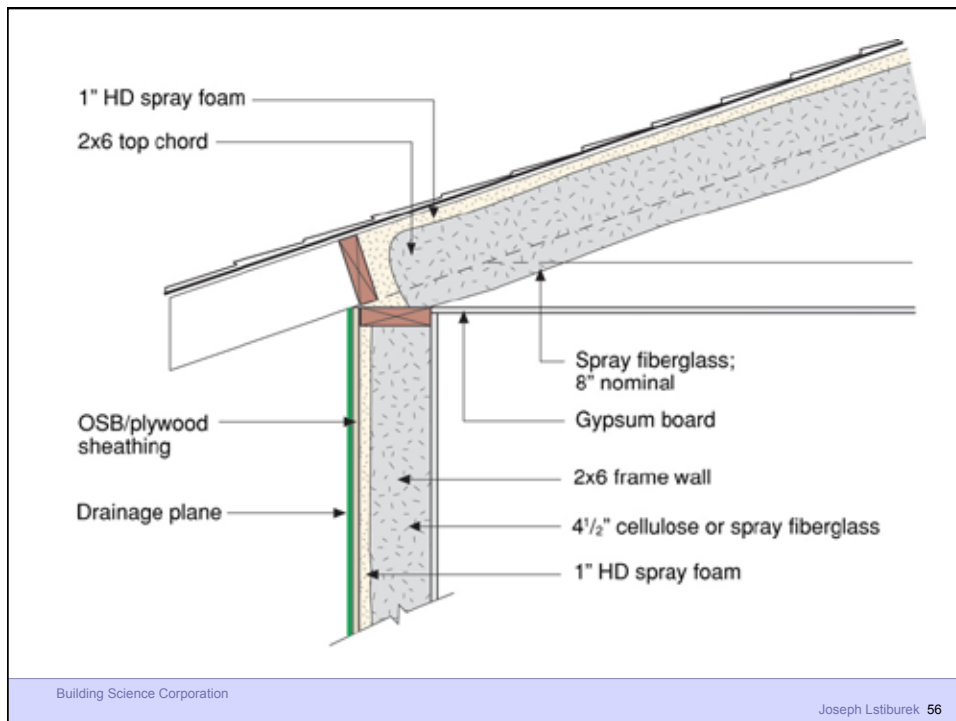 1” HD spray foam
2x6 top chord
Spray fiberglass;
8” nominal
OSB/plywood
sheathing
Gypsum board
2x6 frame wall
Drainage plane
4¹/₂” cellulose or spray fiberglass
1” HD spray foam
Building Science Corporation
Joseph Lstiburek 56